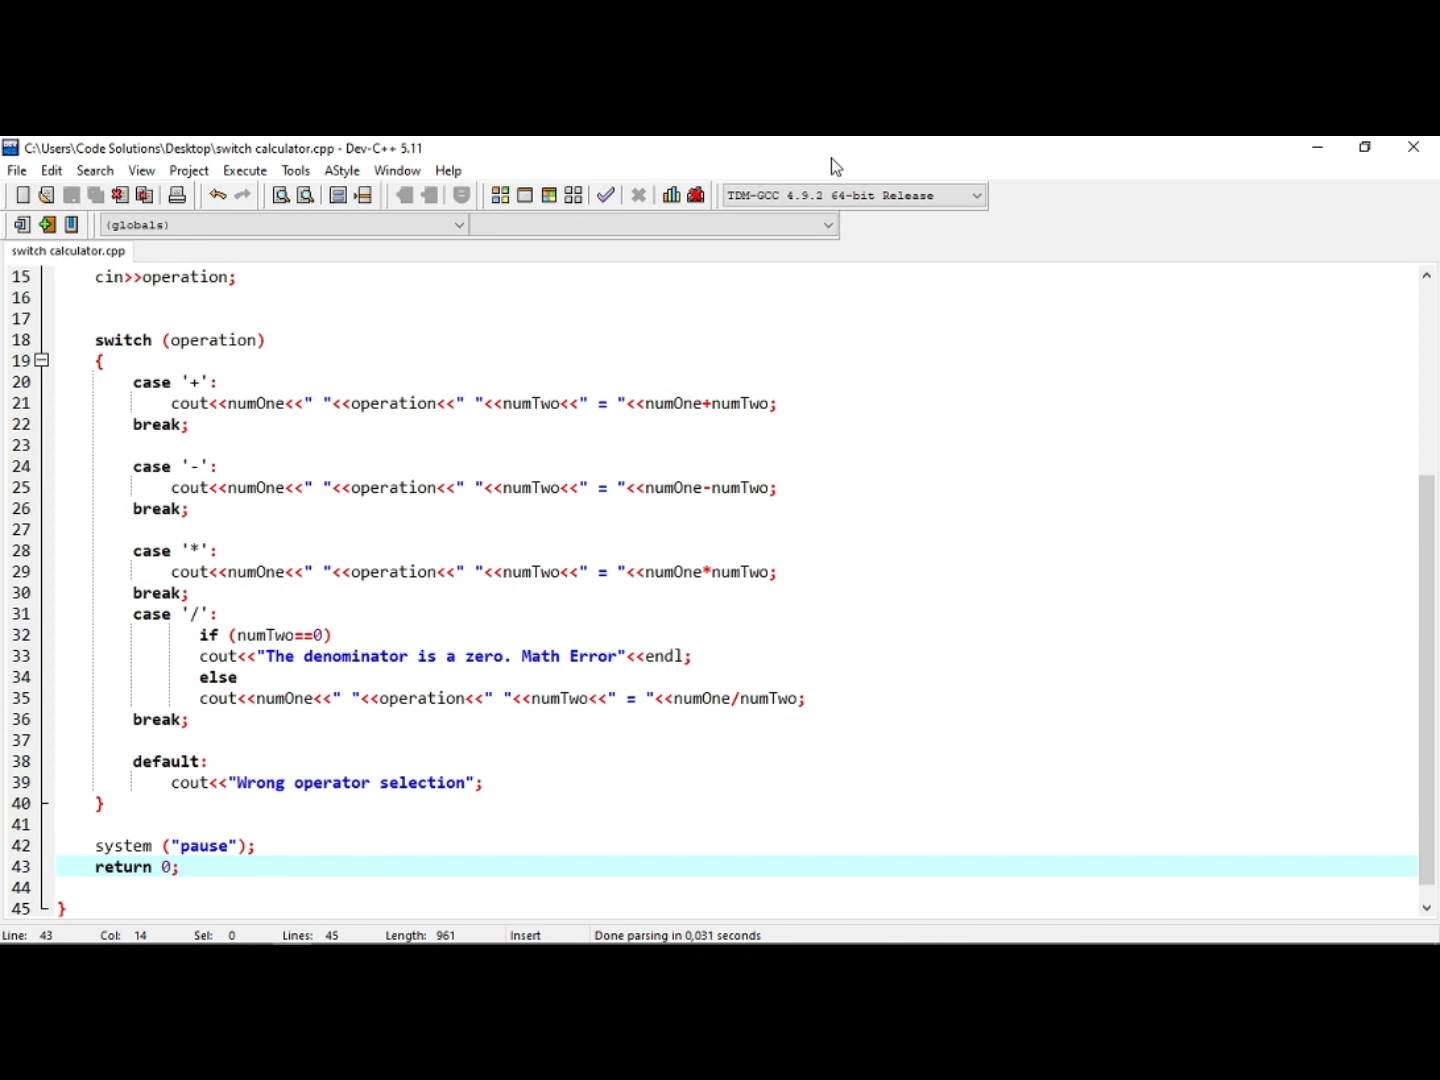 C:\Users\Code Solutions\Desktop\switch calculator.cpp - Dev-C++ 5.11
File Edit Search View Project Execute Tools AStyle Window Help
TDM-GCC 4.9.2 64-bit Release
(globals)
switch calculator.cpp
15 cin>>operation;
16
17
18 switch (operation)
19 {
20 case '+':
21 cout<<numOne<<" "<<operation<<" "<<numTwo<<" = "<<numOne+numTwo;
22 break;
23
24 case '-':
25 cout<<numOne<<" "<<operation<<" "<<numTwo<<" = "<<numOne-numTwo;
26 break;
27
28 case '*':
29 cout<<numOne<<" "<<operation<<" "<<numTwo<<" = "<<numOne*numTwo;
30 break;
31 case '/':
32 if (numTwo==0)
33 cout<<"The denominator is a zero. Math Error"<<endl;
34 else
35 cout<<numOne<<" "<<operation<<" "<<numTwo<<" = "<<numOne/numTwo;
36 break;
37
38 default:
39 cout<<"Wrong operator selection";
40 }
41
42 system ("pause");
43 return 0;
44
45 }
Line: 43 Col: 14 Sel: 0 Lines: 45 Length: 961 Insert Done parsing in 0,031 seconds